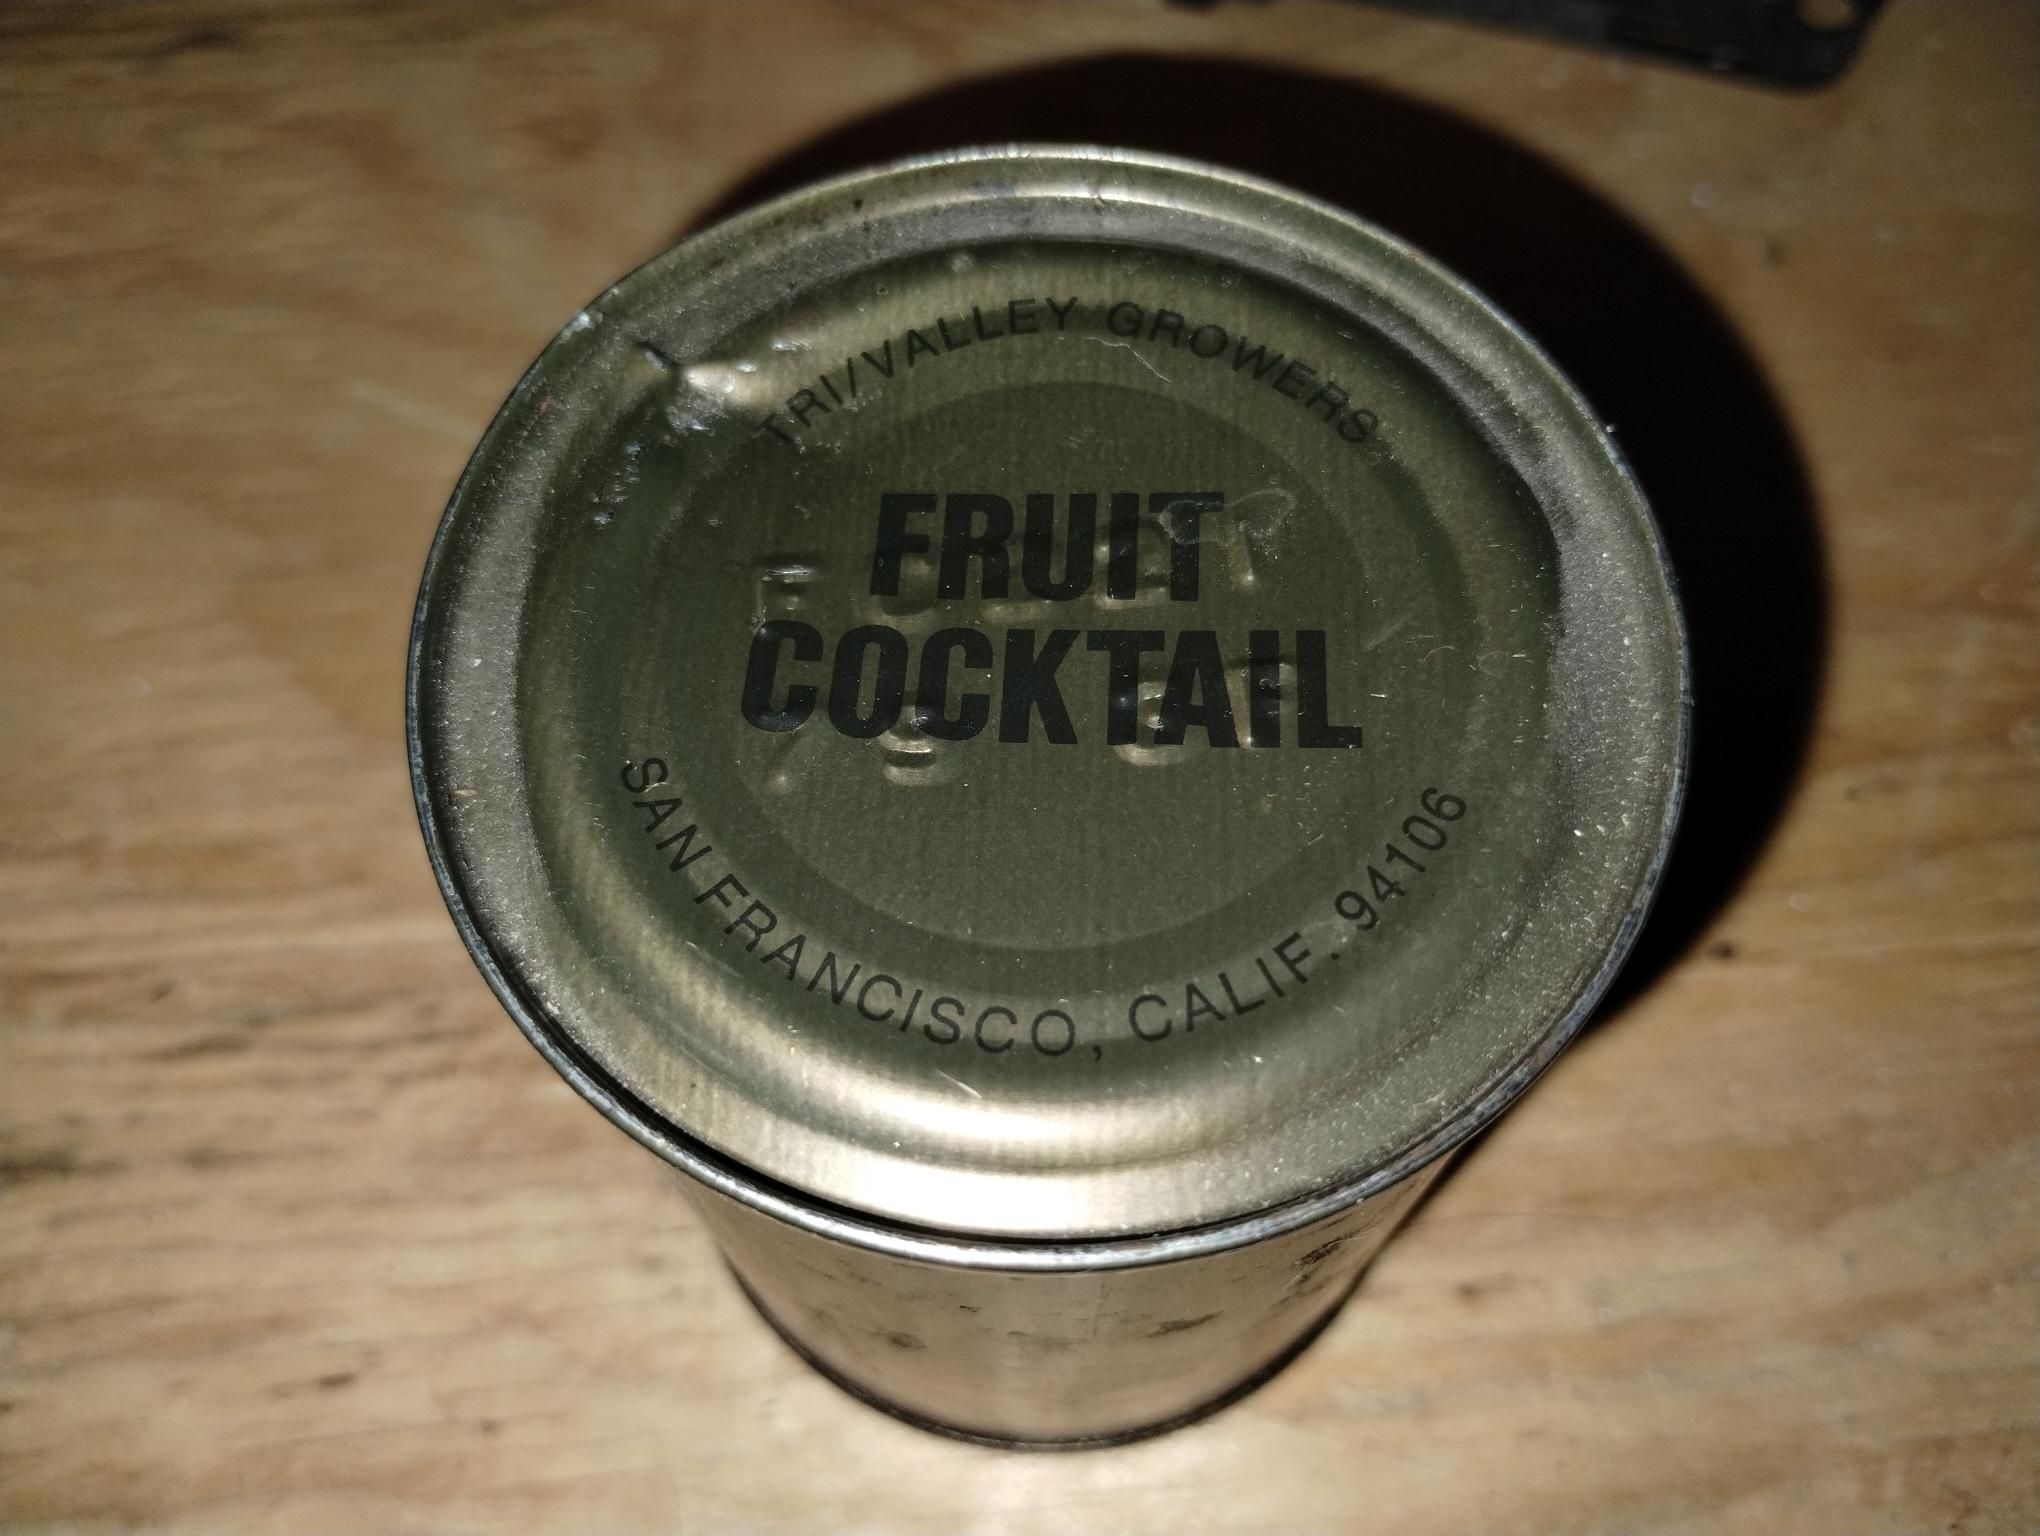 TRI/VALLEY GROWERS
FRUIT
COCKTAIL
SAN FRANCISCO, CALIF. 94106